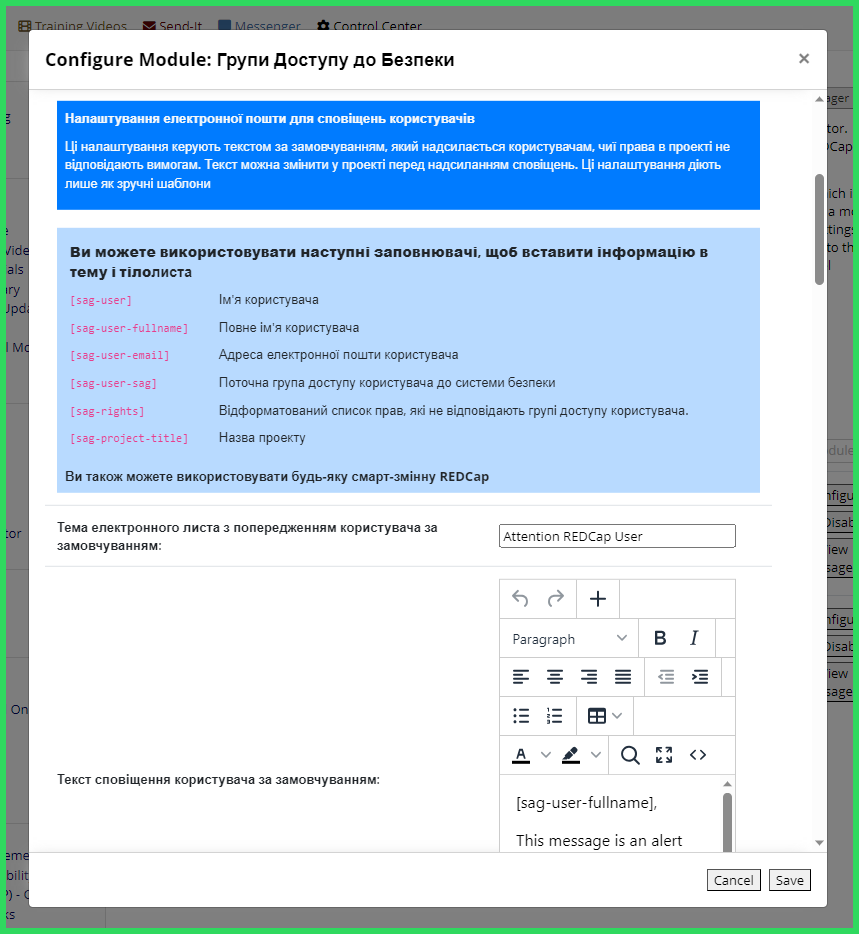 Training Videos Send-It Messenger Control Center
Configure Module: Групи Доступу до Безпеки
×
Налаштування електронної пошти для сповіщень користувачів
Ці налаштування керують текстом за замовчуванням, який надсилається користувачам, чиї права в проекті не
відповідають вимогам. Текст можна змінити у проекті перед надсиланням сповіщень. Ці налаштування діють
лише як зручні шаблони
Ви можете використовувати наступні заповнювачі, щоб вставити інформацію в
тему і тілолиста
[sag-user] Ім'я користувача
[sag-user-fullname] Повне ім'я користувача
[sag-user-email] Адреса електронної пошти користувача
[sag-user-sag] Поточна група доступу користувача до системи безпеки
[sag-rights] Відформатований список прав, які не відповідають групі доступу користувача.
[sag-project-title] Назва проекту
Ви також можете використовувати будь-яку смарт-змінну REDCap
Тема електронного листа з попередженням користувача за
замовчуванням:
Attention REDCap User
Paragraph B I
A
Текст сповіщення користувача за замовчуванням:
[sag-user-fullname],
This message is an alert
Cancel Save